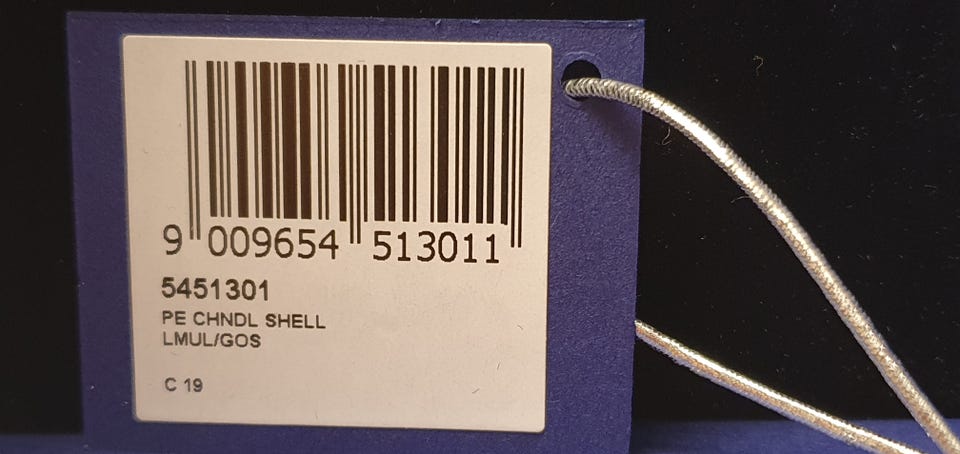 9 009654 513011
5451301
PE CHNDL SHELL
LMUL/GOS
C 19